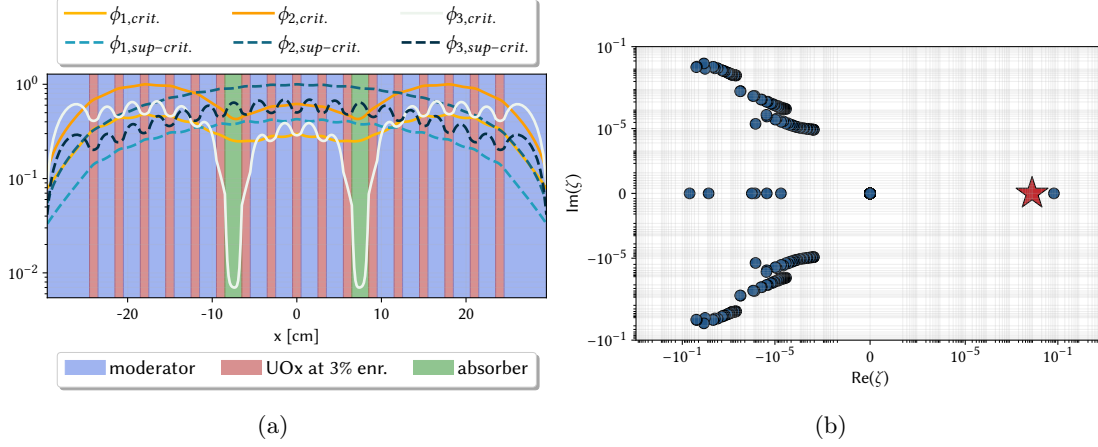 ϕ1,crit. ϕ2,crit. ϕ3,crit.
ϕ1,sup−crit. ϕ2,sup−crit. ϕ3,sup−crit.
10^0
10^−1
10^−2
-20 -10 0 10 20
x [cm]
moderator UOx at 3% enr. absorber
(a)
10^−1
10^−5
0
−10^−5
−10^−1
Im(ζ)
−10^−1 −10^−5 0 10^−5 10^−1
Re(ζ)
(b)